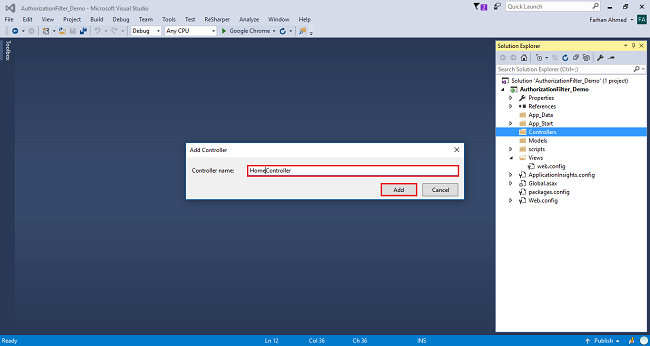 AuthorizationFilter_Demo - Microsoft Visual Studio
2
Quick Launch (Ctrl+Q)
File Edit View Project Build Debug Team Tools Test ReSharper Analyze Window Help
Farhan Ahmed FA
Debug Any CPU Google Chrome
Toolbox
Solution Explorer
Search Solution Explorer (Ctrl+;)
Solution 'AuthorizationFilter_Demo' (1 project)
AuthorizationFilter_Demo
Properties
References
App_Data
App_Start
Controllers
Models
scripts
Views
web.config
ApplicationInsights.config
Global.asax
packages.config
Web.config
Add Controller
Controller name: HomeController
Add Cancel
Ready Ln 12 Col 36 Ch 36 INS Publish